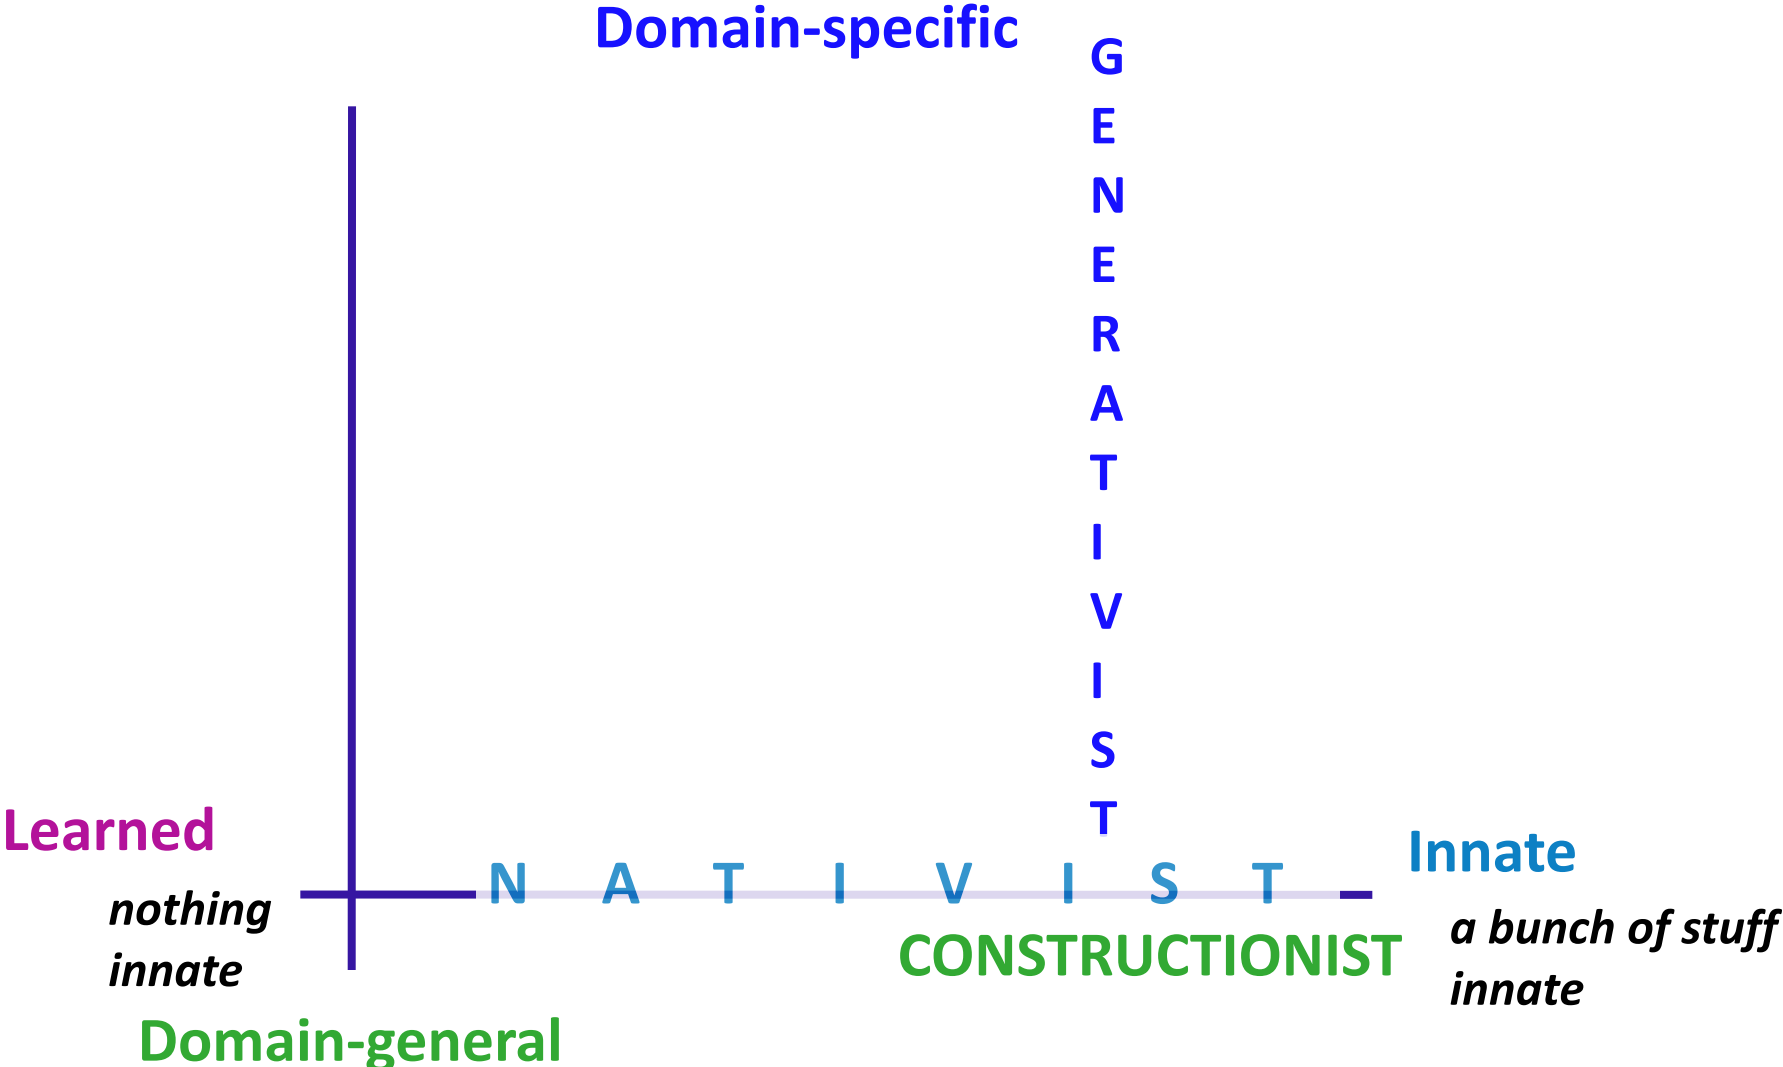 Domain-specific
GENERATIVIST
Learned
nothing
innate
NATIVIST
Innate
a bunch of stuff
innate
CONSTRUCTIONIST
Domain-general